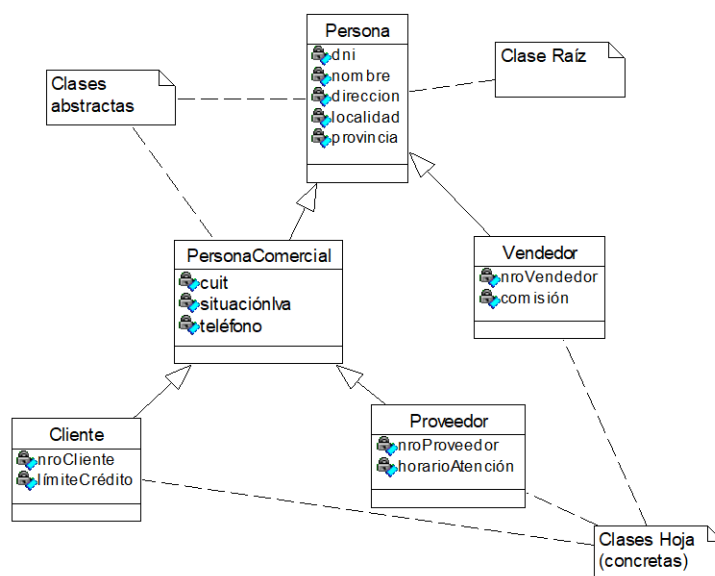 Persona
dni
nombre
direccion
localidad
provincia
Clase Raíz
Clases
abstractas
PersonaComercial
cuit
situaciónIva
teléfono
Vendedor
nroVendedor
comisión
Cliente
nroCliente
límiteCrédito
Proveedor
nroProveedor
horarioAtención
Clases Hoja
(concretas)